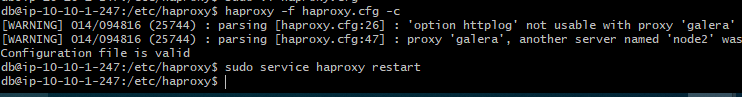 db@ip-10-10-1-247:/etc/haproxy$ haproxy -f haproxy.cfg -c
[WARNING] 014/094816 (25744) : parsing [haproxy.cfg:26] : 'option httplog' not usable with proxy 'galera'
[WARNING] 014/094816 (25744) : parsing [haproxy.cfg:47] : proxy 'galera', another server named 'node2' was
Configuration file is valid
db@ip-10-10-1-247:/etc/haproxy$ sudo service haproxy restart
db@ip-10-10-1-247:/etc/haproxy$